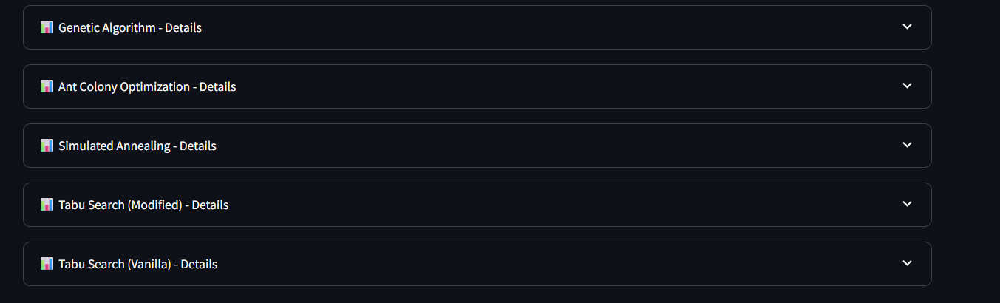 Genetic Algorithm - Details
Ant Colony Optimization - Details
Simulated Annealing - Details
Tabu Search (Modified) - Details
Tabu Search (Vanilla) - Details